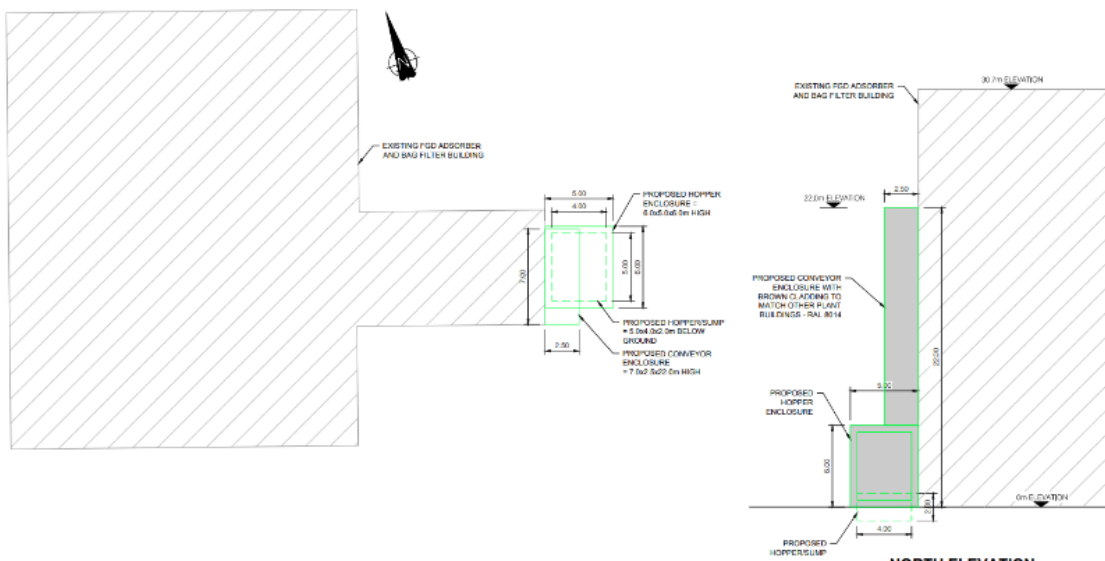 N
EXISTING FGD ADSORBER
AND BAG FILTER BUILDING
5.00
4.00
PROPOSED HOPPER
ENCLOSURE =
6.0x5.0x6.0m HIGH
7.00
5.00
6.00
PROPOSED HOPPER/SUMP
= 5.0x4.0x2.0m BELOW
GROUND
2.50
PROPOSED CONVEYOR
ENCLOSURE
= 7.0x2.5x22.0m HIGH
30.7m ELEVATION
EXISTING FGD ADSORBER
AND BAG FILTER BUILDING
2.50
22.0m ELEVATION
PROPOSED CONVEYOR
ENCLOSURE WITH
BROWN CLADDING TO
MATCH OTHER PLANT
BUILDINGS - RAL 8014
22.00
5.00
PROPOSED
HOPPER
ENCLOSURE
6.00
0m ELEVATION
2.00
4.00
PROPOSED
HOPPER/SUMP
NORTH ELEVATION